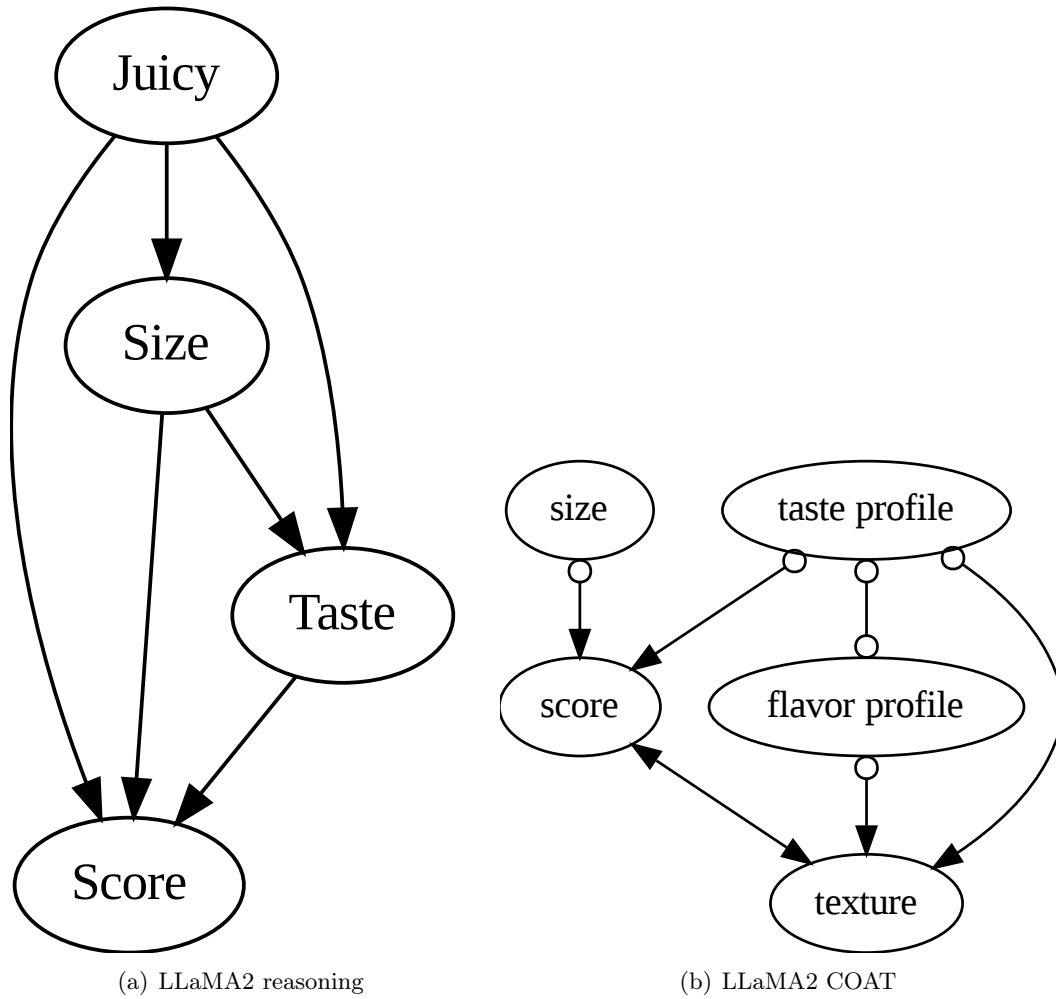 Juicy
Size
Taste
Score
(a) LLaMA2 reasoning
size
taste profile
score
flavor profile
texture
(b) LLaMA2 COAT